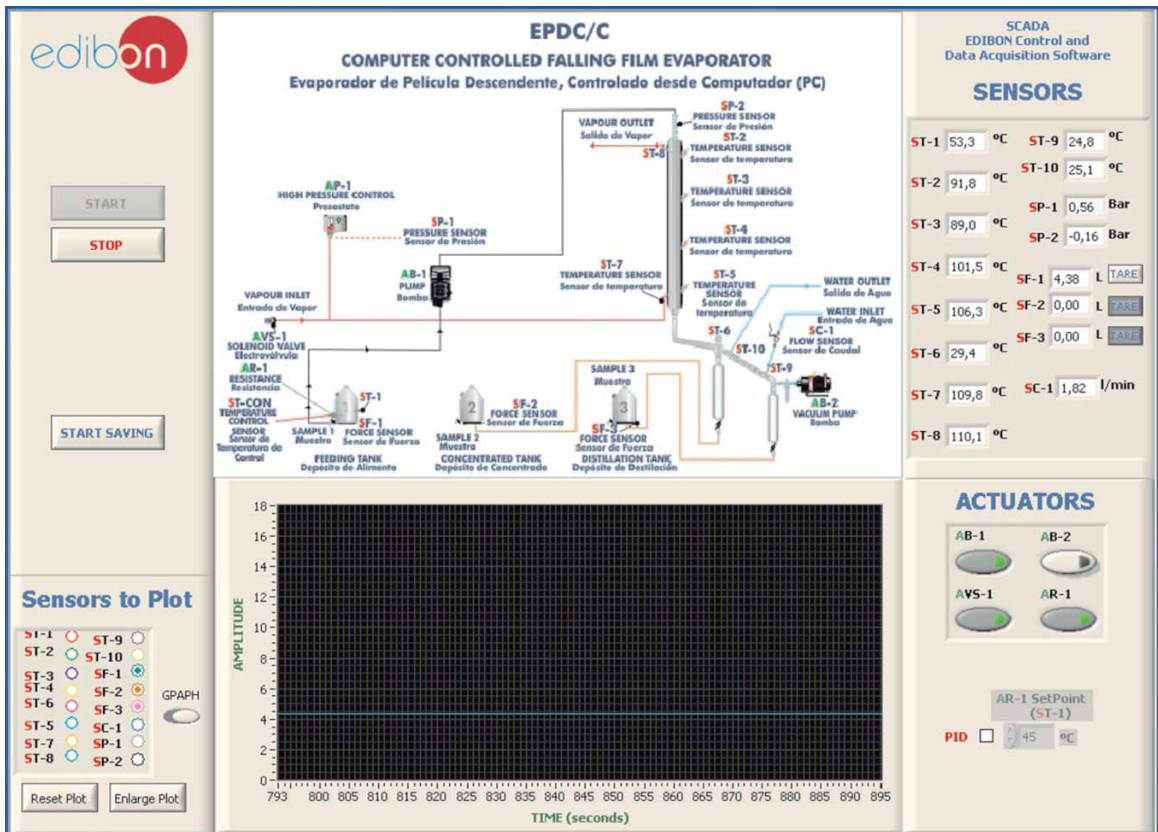 edibon
START
STOP
START SAVING
Sensors to Plot
ST-1
ST-2
ST-3
ST-4
ST-6
ST-5
ST-7
ST-8
ST-9
ST-10
SF-1
SF-2
SF-3
SC-1
SP-1
SP-2
GPAPH
Reset Plot
Enlarge Plot
EPDC/C
COMPUTER CONTROLLED FALLING FILM EVAPORATOR
Evaporador de Película Descendente, Controlado desde Computador (PC)
SP-2
PRESSURE SENSOR
Sensor de Presión
VAPOUR OUTLET
Salida de Vapor
ST-8
ST-2
TEMPERATURE SENSOR
Sensor de temperatura
ST-3
TEMPERATURE SENSOR
Sensor de temperatura
AP-1
HIGH PRESSURE CONTROL
Presostato
SP-1
PRESSURE SENSOR
Sensor de Presión
ST-4
TEMPERATURE SENSOR
Sensor de temperatura
AB-1
PUMP
Bomba
ST-7
TEMPERATURE SENSOR
Sensor de temperatura
ST-5
TEMPERATURE
SENSOR
Sensor de
temperatura
WATER OUTLET
Salida de Agua
VAPOUR INLET
Entrada de Vapor
WATER INLET
Entrada de Agua
AVS-1
SOLENOID VALVE
Electroválvula
ST-6
ST-10
SC-1
FLOW SENSOR
Sensor de Caudal
AR-1
RESISTANCE
Resistencia
ST-9
ST-CON
TEMPERATURE
CONTROL
SENSOR
Sensor de
Temperatura de
Control
1
ST-1
SF-1
FORCE SENSOR
Sensor de Fuerza
SAMPLE 1
Muestra
FEEDING TANK
Depósito de Alimento
2
SF-2
FORCE SENSOR
Sensor de Fuerza
SAMPLE 2
Muestra
CONCENTRATED TANK
Depósito de Concentrado
SAMPLE 3
Muestra
3
SF-3
FORCE SENSOR
Sensor de Fuerza
DISTILLATION TANK
Depósito de Destilación
AB-2
VACUUM PUMP
Bomba
AMPLITUDE
18
16
14
12
10
8
6
4
2
0
793 800 805 810 815 820 825 830 835 840 845 850 855 860 865 870 875 880 885 890 895
TIME (seconds)
SCADA
EDIBON Control and
Data Acquisition Software
SENSORS
ST-1 53,3 ºC
ST-2 91,8 ºC
ST-3 89,0 ºC
ST-4 101,5 ºC
ST-5 106,3 ºC
ST-6 29,4 ºC
ST-7 109,8 ºC
ST-8 110,1 ºC
ST-9 24,8 ºC
ST-10 25,1 ºC
SP-1 0,56 Bar
SP-2 -0,16 Bar
SF-1 4,38 L TARE
SF-2 0,00 L TARE
SF-3 0,00 L TARE
SC-1 1,82 l/min
ACTUATORS
AB-1
AB-2
AVS-1
AR-1
AR-1 SetPoint
(ST-1)
PID 45 ºC